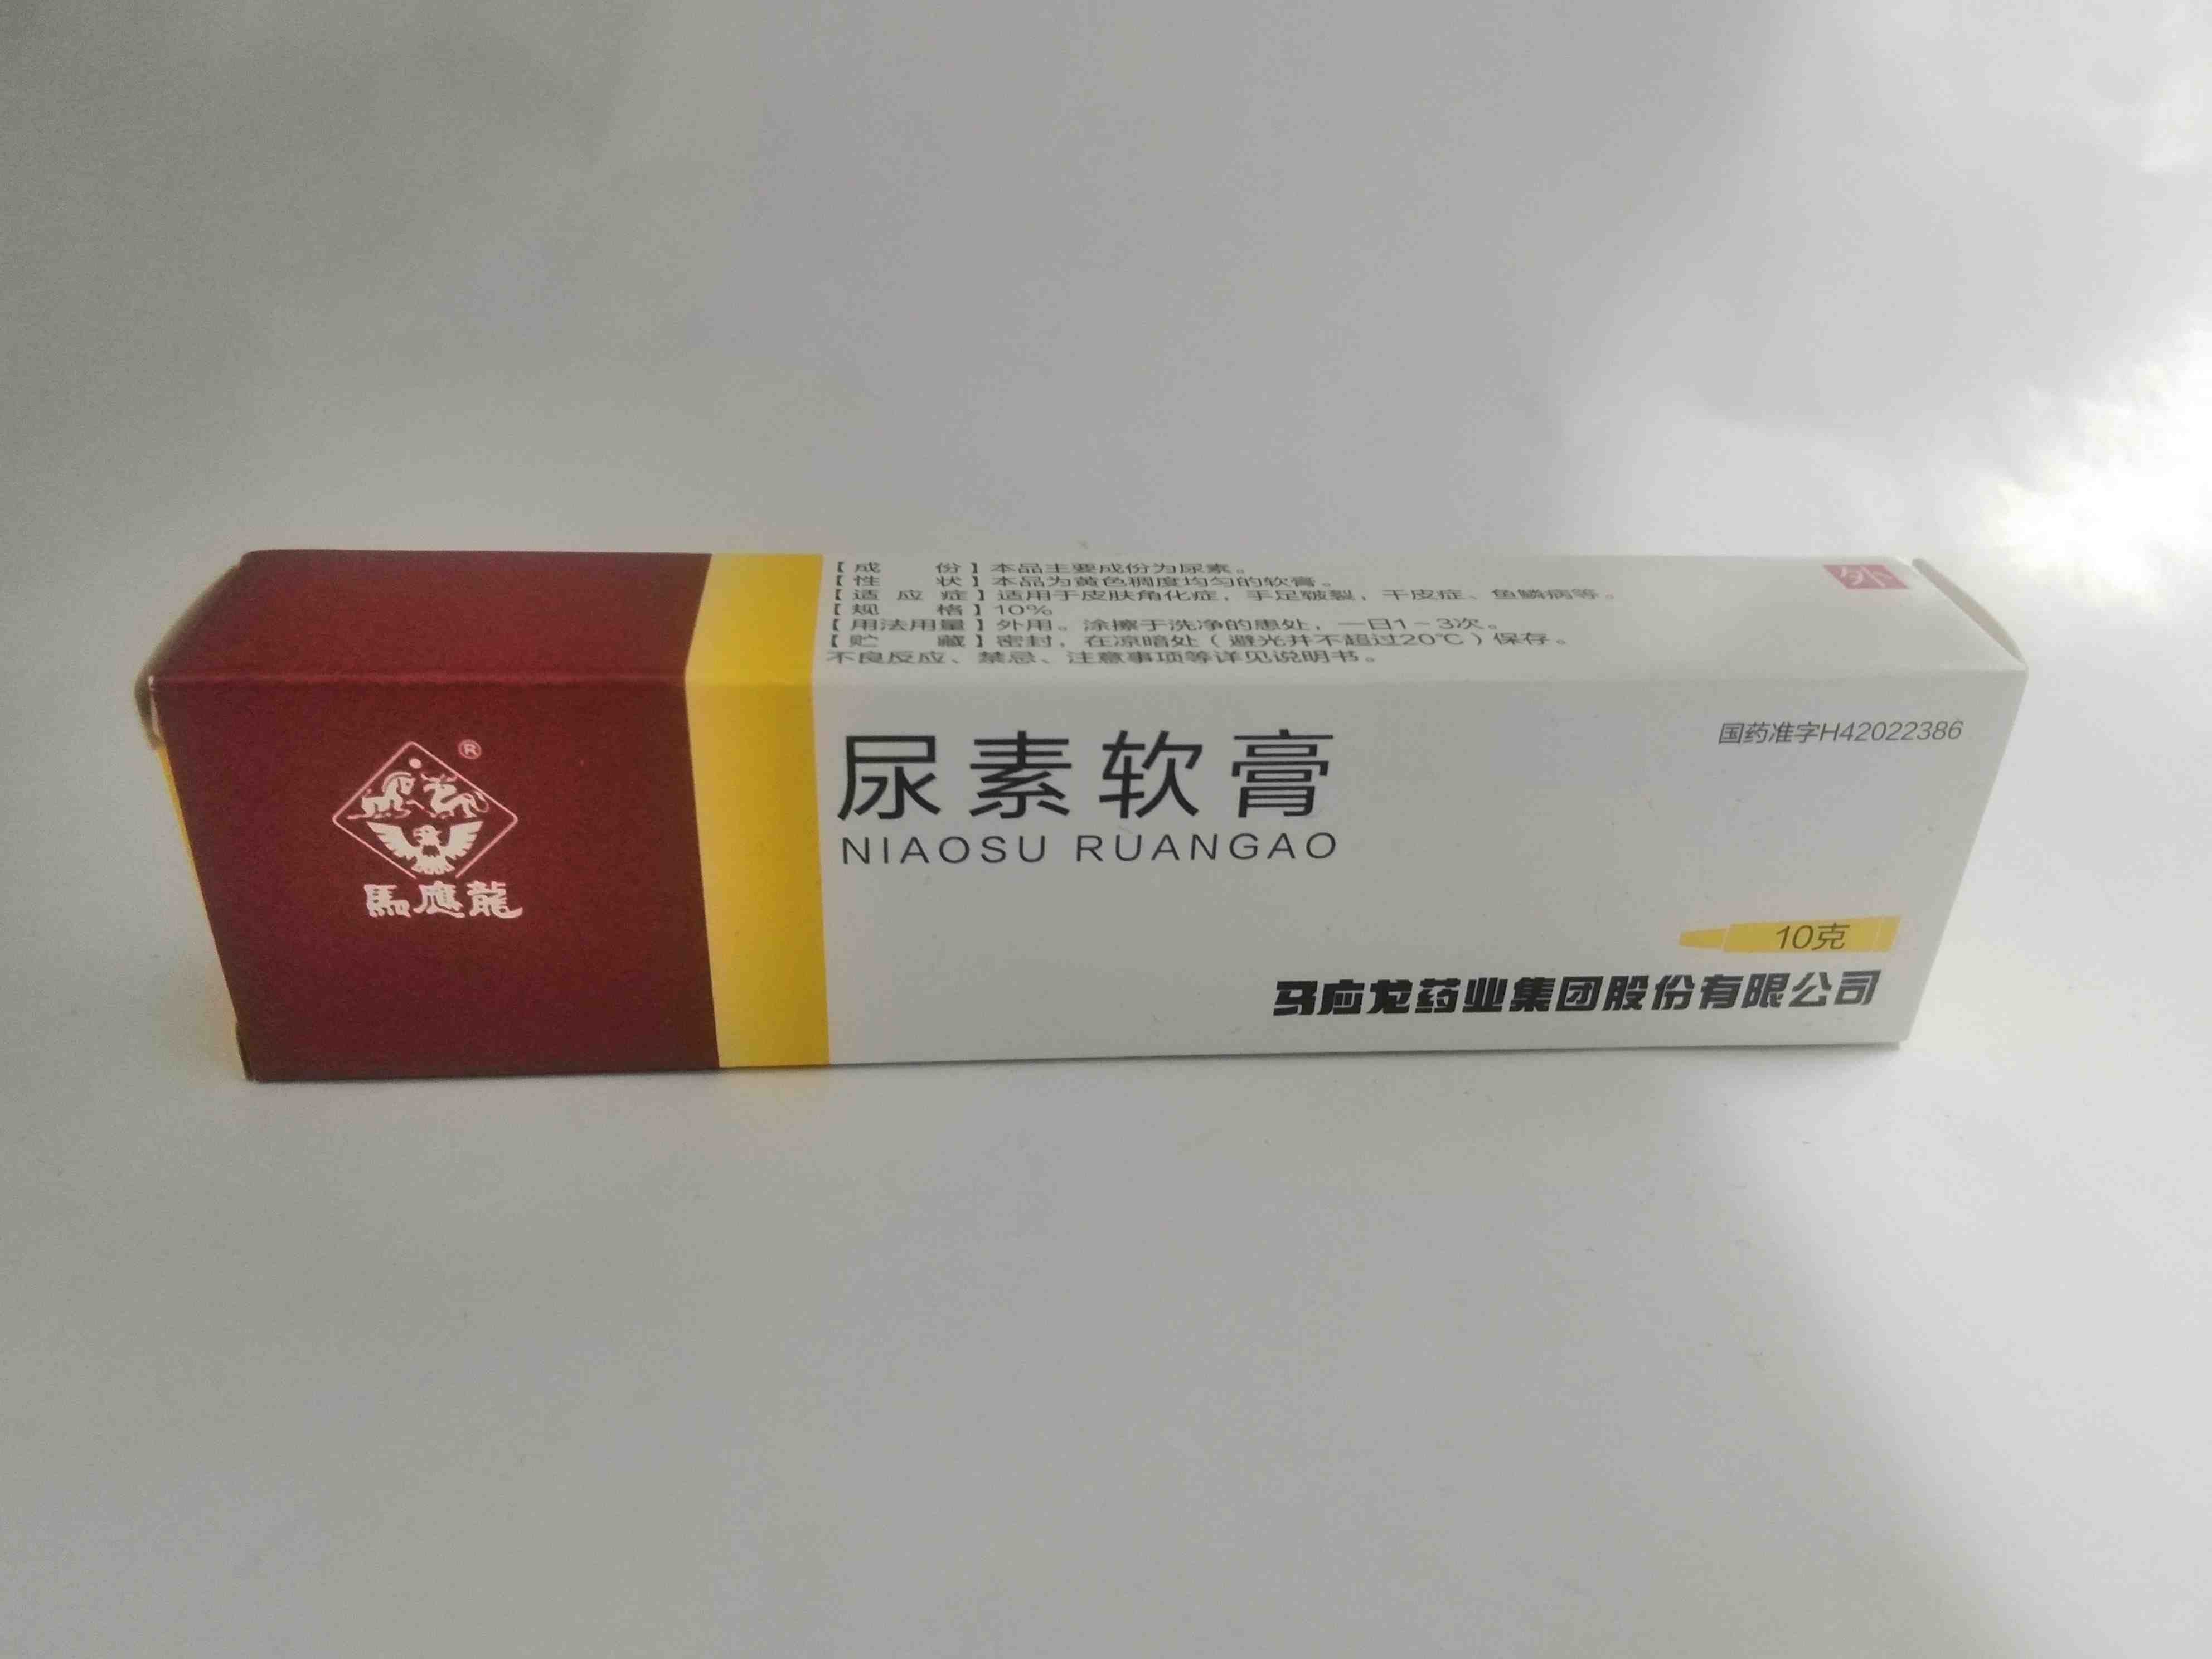 【成份】本品主要成份为尿素。
【性状】本品为黄色稠度均匀的软膏。
【适应症】适用于皮肤角化症，手足皲裂，干皮症、鱼鳞病等。
【规格】10%
【用法用量】外用。涂擦于洗净的患处，一日1-3次。
【贮藏】密封，在凉暗处（避光并不超过20℃）保存。
不良反应、禁忌、注意事项等详见说明书。
外
®
馬應龍
尿素软膏
NIAOSU RUANGAO
国药准字H42022386
10克
马应龙药业集团股份有限公司